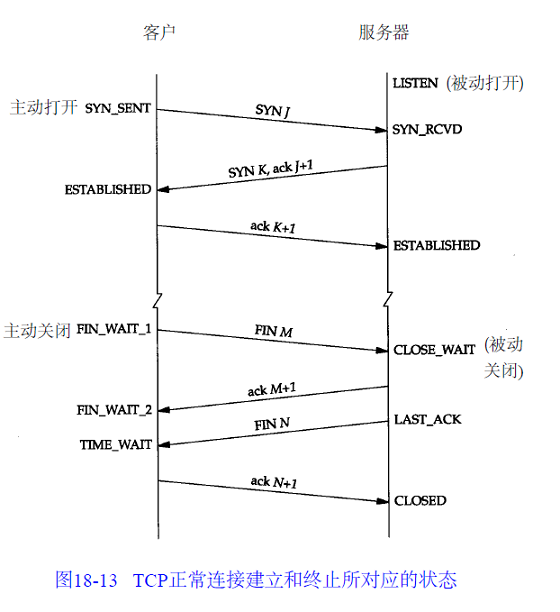 客户 服务器
LISTEN (被动打开)
主动打开 SYN_SENT SYN J
SYN_RCVD
SYN K, ack J+1
ESTABLISHED
ack K+1
ESTABLISHED
主动关闭 FIN_WAIT_1 FIN M
CLOSE_WAIT (被动
关闭)
ack M+1
FIN_WAIT_2
FIN N LAST_ACK
TIME_WAIT
ack N+1
CLOSED
图18-13 TCP正常连接建立和终止所对应的状态